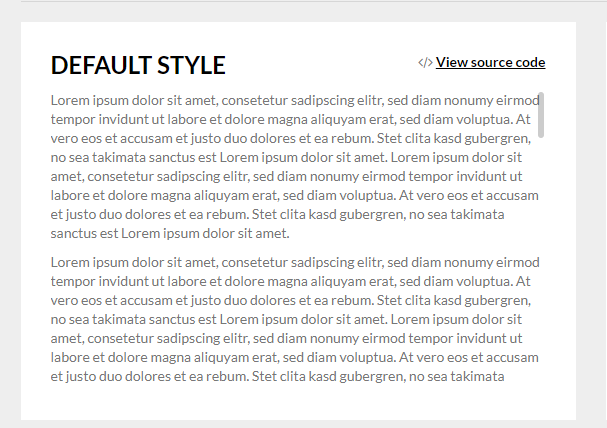 DEFAULT STYLE
</> View source code
Lorem ipsum dolor sit amet, consetetur sadipscing elitr, sed diam nonumy eirmod
tempor invidunt ut labore et dolore magna aliquyam erat, sed diam voluptua. At
vero eos et accusam et justo duo dolores et ea rebum. Stet clita kasd gubergren,
no sea takimata sanctus est Lorem ipsum dolor sit amet. Lorem ipsum dolor sit
amet, consetetur sadipscing elitr, sed diam nonumy eirmod tempor invidunt ut
labore et dolore magna aliquyam erat, sed diam voluptua. At vero eos et accusam
et justo duo dolores et ea rebum. Stet clita kasd gubergren, no sea takimata
sanctus est Lorem ipsum dolor sit amet.
Lorem ipsum dolor sit amet, consetetur sadipscing elitr, sed diam nonumy eirmod
tempor invidunt ut labore et dolore magna aliquyam erat, sed diam voluptua. At
vero eos et accusam et justo duo dolores et ea rebum. Stet clita kasd gubergren,
no sea takimata sanctus est Lorem ipsum dolor sit amet. Lorem ipsum dolor sit
amet, consetetur sadipscing elitr, sed diam nonumy eirmod tempor invidunt ut
labore et dolore magna aliquyam erat, sed diam voluptua. At vero eos et accusam
et justo duo dolores et ea rebum. Stet clita kasd gubergren, no sea takimata